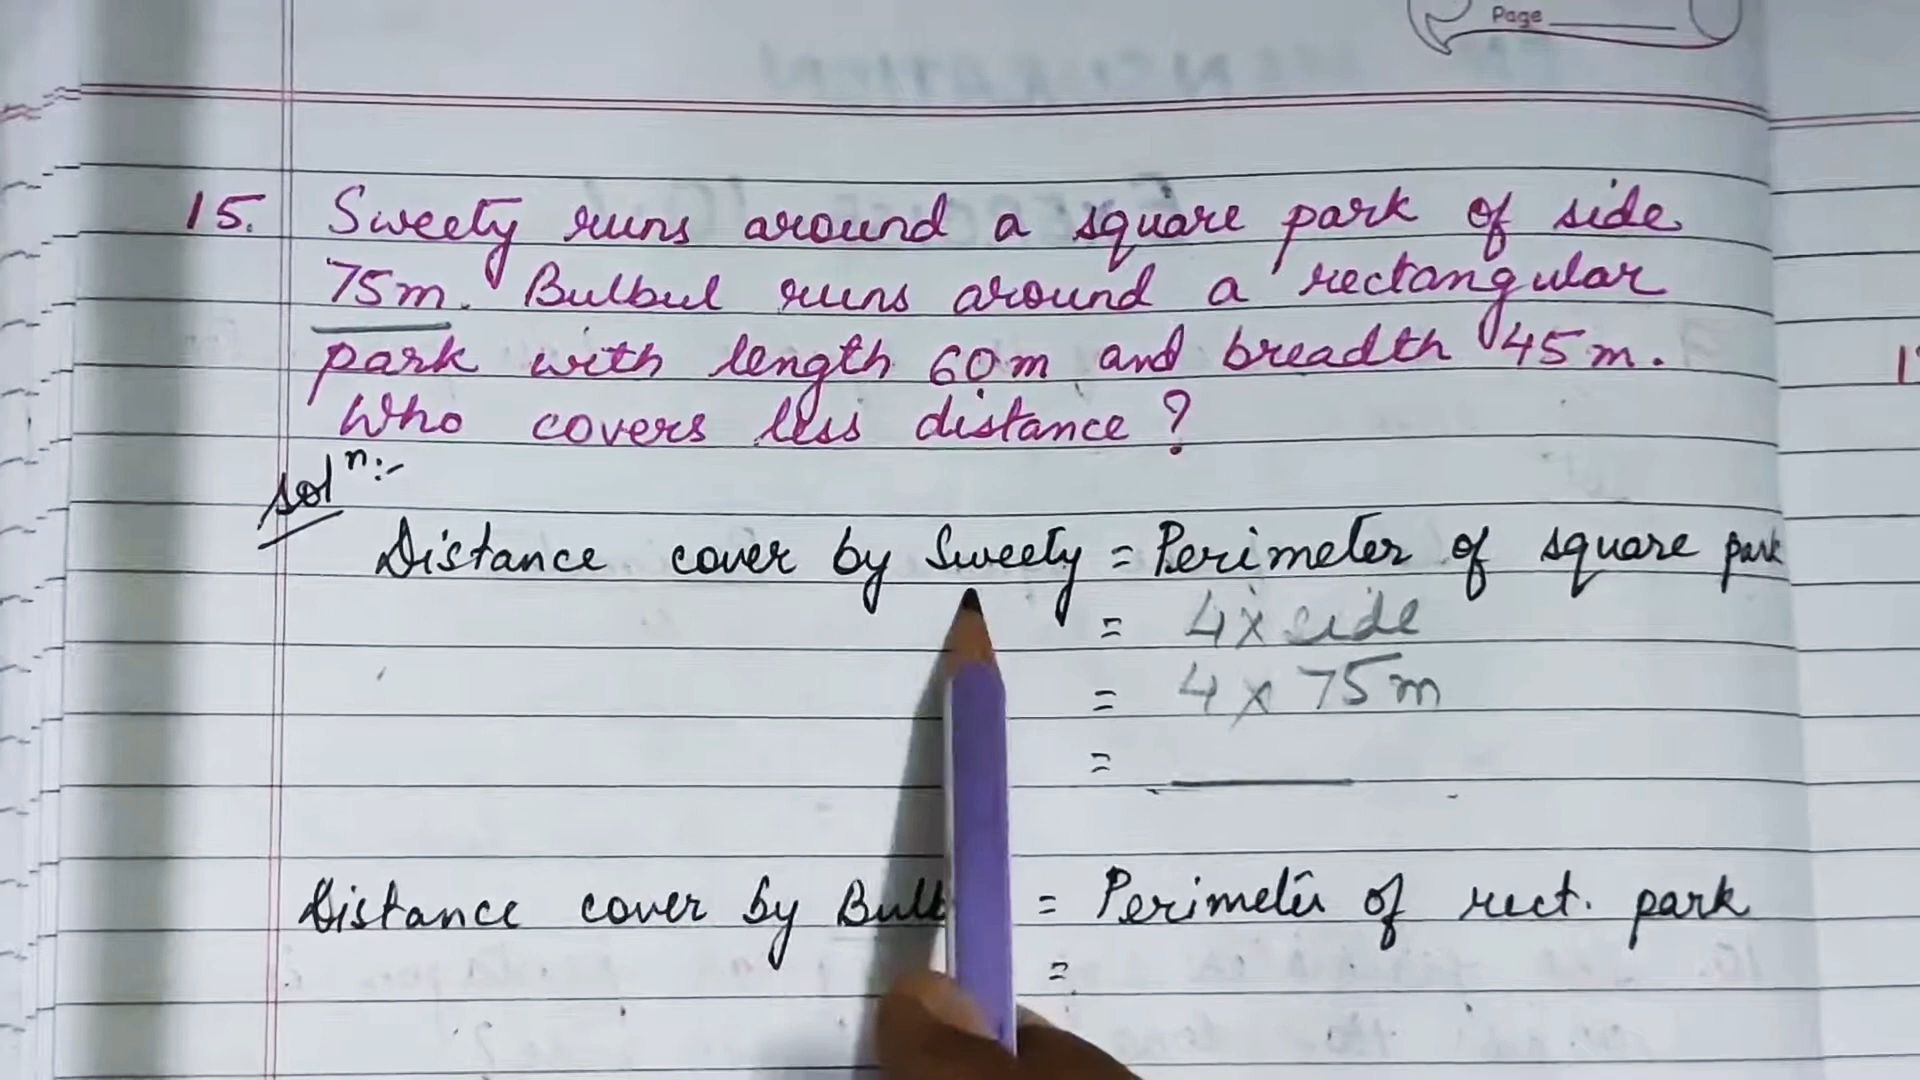 Page
15. Sweety runs around a square park of side
75m. Bulbul runs around a rectangular
park with length 60m and breadth 45m.
Who covers less distance?
Solⁿ:-
Distance cover by Sweety = Perimeter of square park
= 4 x side
= 4 x 75m
=
Distance cover by Bulb = Perimeter of rect. park
=